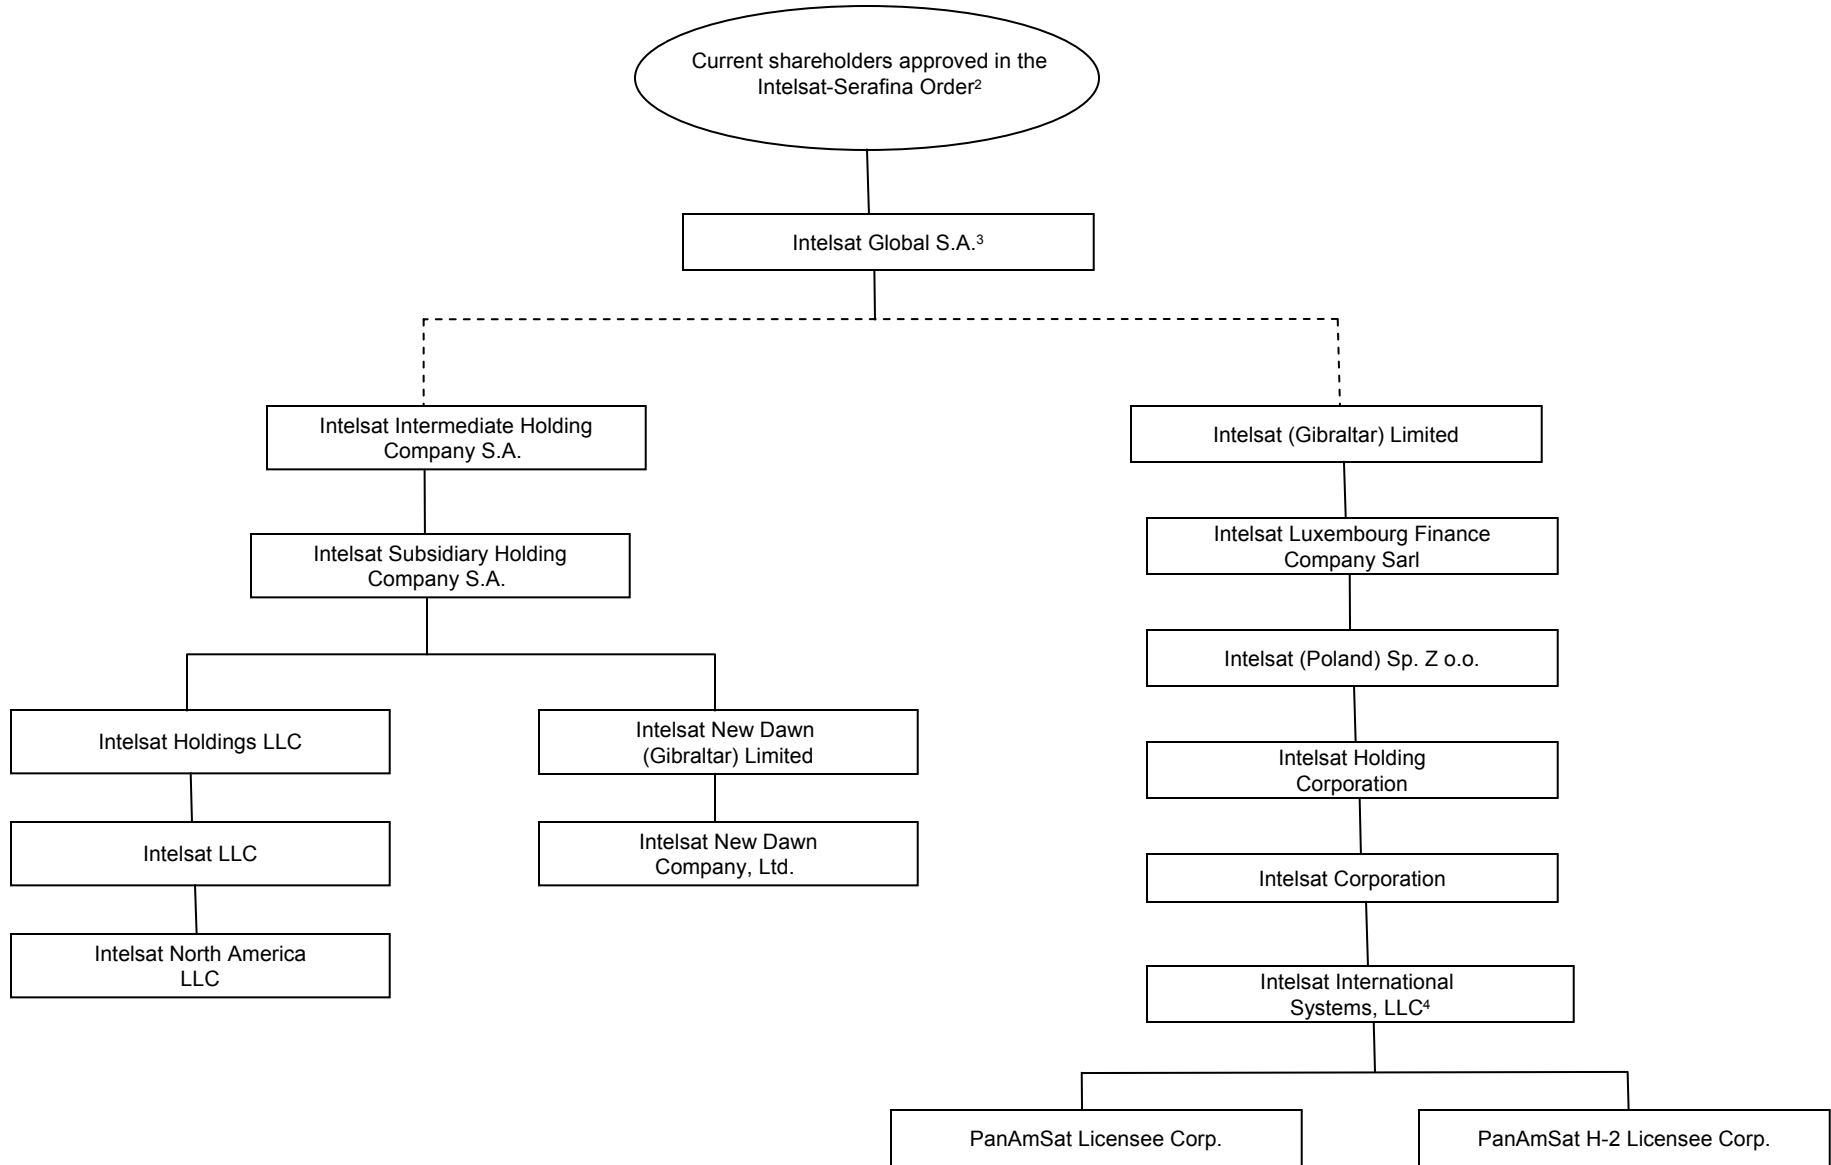 Current shareholders approved in the
Intelsat-Serafina Order²
Intelsat Global S.A.³
Intelsat Intermediate Holding
Company S.A.
Intelsat Subsidiary Holding
Company S.A.
Intelsat Holdings LLC
Intelsat LLC
Intelsat North America
LLC
Intelsat New Dawn
(Gibraltar) Limited
Intelsat New Dawn
Company, Ltd.
Intelsat (Gibraltar) Limited
Intelsat Luxembourg Finance
Company Sarl
Intelsat (Poland) Sp. Z o.o.
Intelsat Holding
Corporation
Intelsat Corporation
Intelsat International
Systems, LLC⁴
PanAmSat Licensee Corp.
PanAmSat H-2 Licensee Corp.